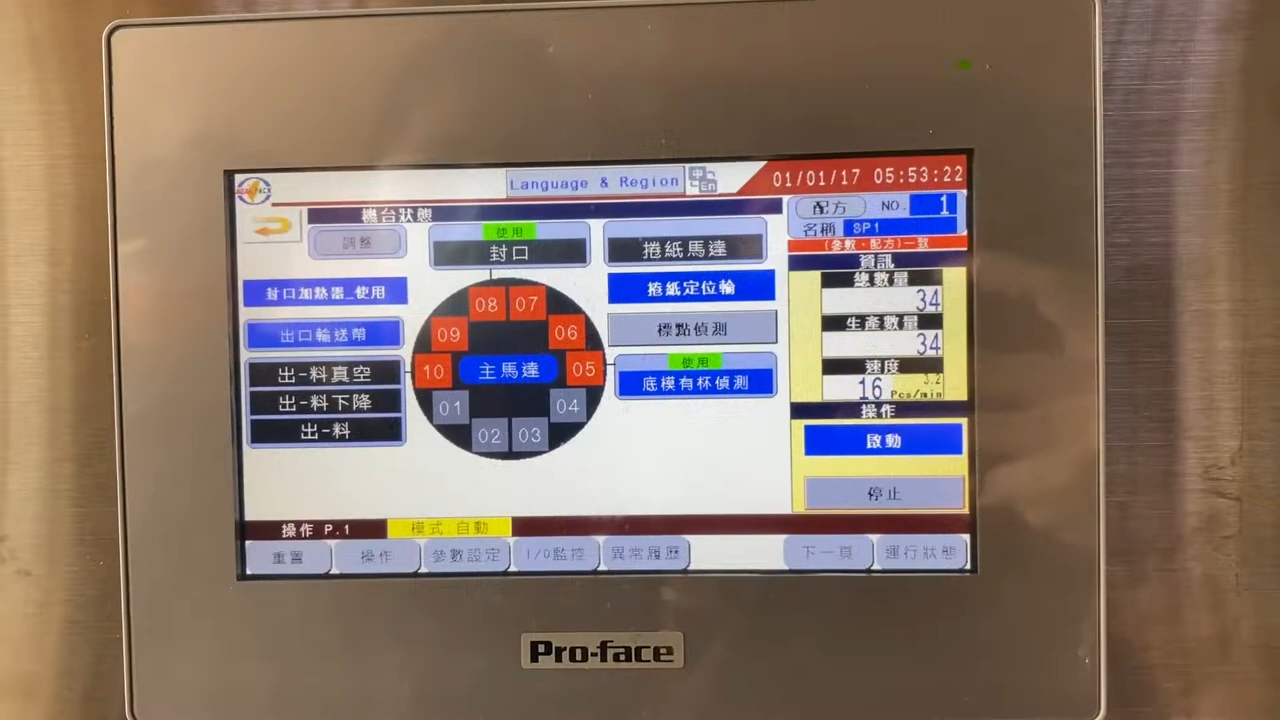 Language & Region
中 En
01/01/17 05:53:22
機台狀態
配方 NO. 1
名稱 SP1
(參數、配方)一致
調整
使用
封口
捲紙馬達
資訊
總數量
34
生產數量
34
速度
16 3.2 Pcs/min
封口加熱器_使用
捲紙定位輪
出口輸送帶
標點偵測
使用
底模有杯偵測
出-料真空
出-料下降
出-料
08 07
09 06
10 主馬達 05
01 04
02 03
操作
啟動
停止
操作 P.1
模式:自動
重置
操作
參數設定
I/O監控
異常履歷
下一頁
運行狀態
Pro-face